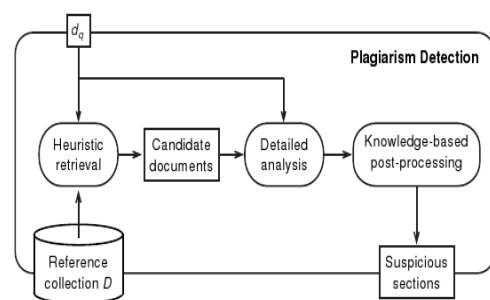 d_q
Plagiarism Detection
Heuristic
retrieval
Candidate
documents
Detailed
analysis
Knowledge-based
post-processing
Reference
collection D
Suspicious
sections